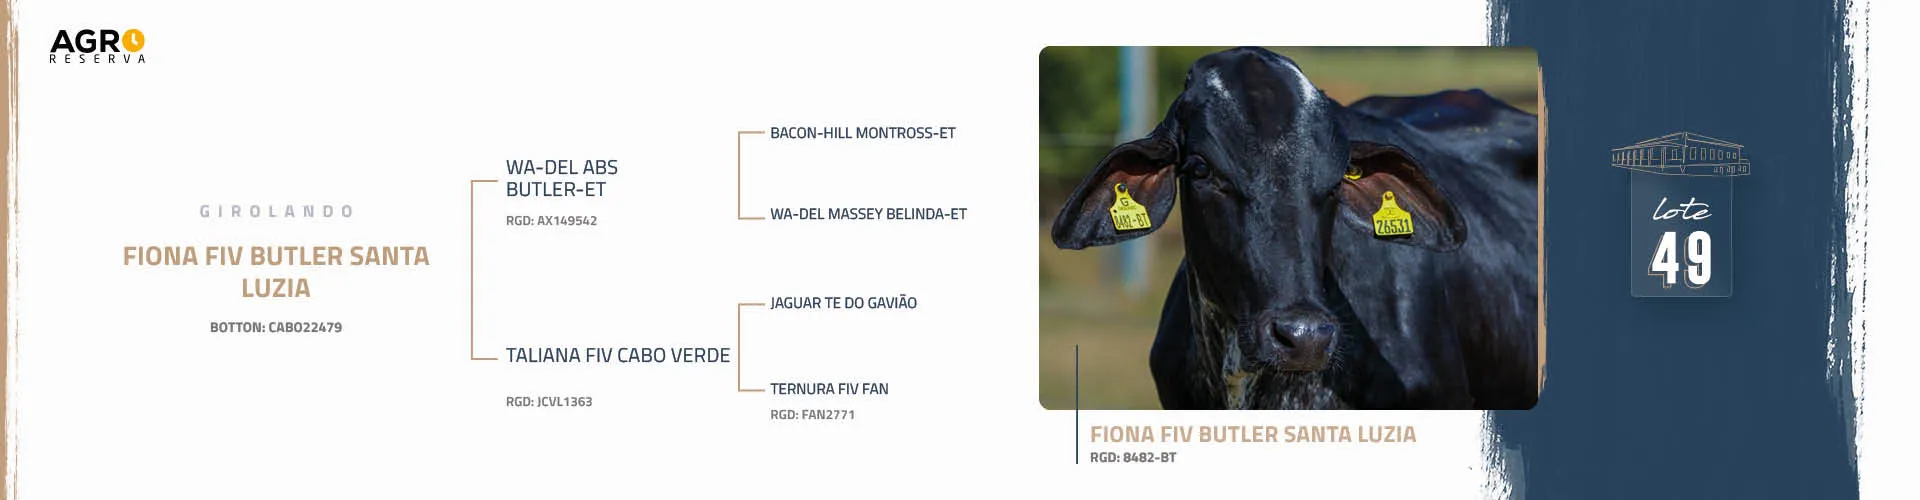 AGRO
RESERVA
GIROLANDO
FIONA FIV BUTLER SANTA
LUZIA
BOTTON: CABO22479
WA-DEL ABS
BUTLER-ET
RGD: AX149542
TALIANA FIV CABO VERDE
RGD: JCVL1363
BACON-HILL MONTROSS-ET
WA-DEL MASSEY BELINDA-ET
JAGUAR TE DO GAVIÃO
TERNURA FIV FAN
RGD: FAN2771
G
8482-BT
26531
FIONA FIV BUTLER SANTA LUZIA
RGD: 8482-BT
lote
49